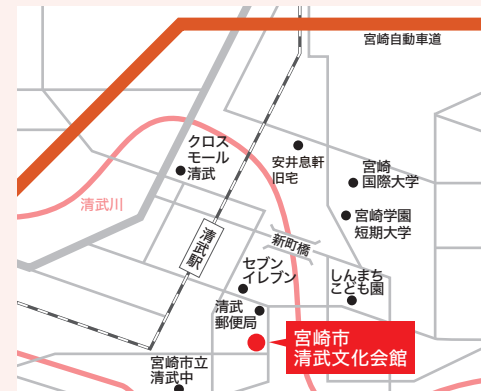 宮崎自動車道
クロス
モール
清武
安井息軒
旧宅
宮崎
国際大学
清武川
宮崎学園
短期大学
清武駅
新町橋
セブン
イレブン
しんまち
こども園
清武
郵便局
宮崎市
清武文化会館
宮崎市立
清武中